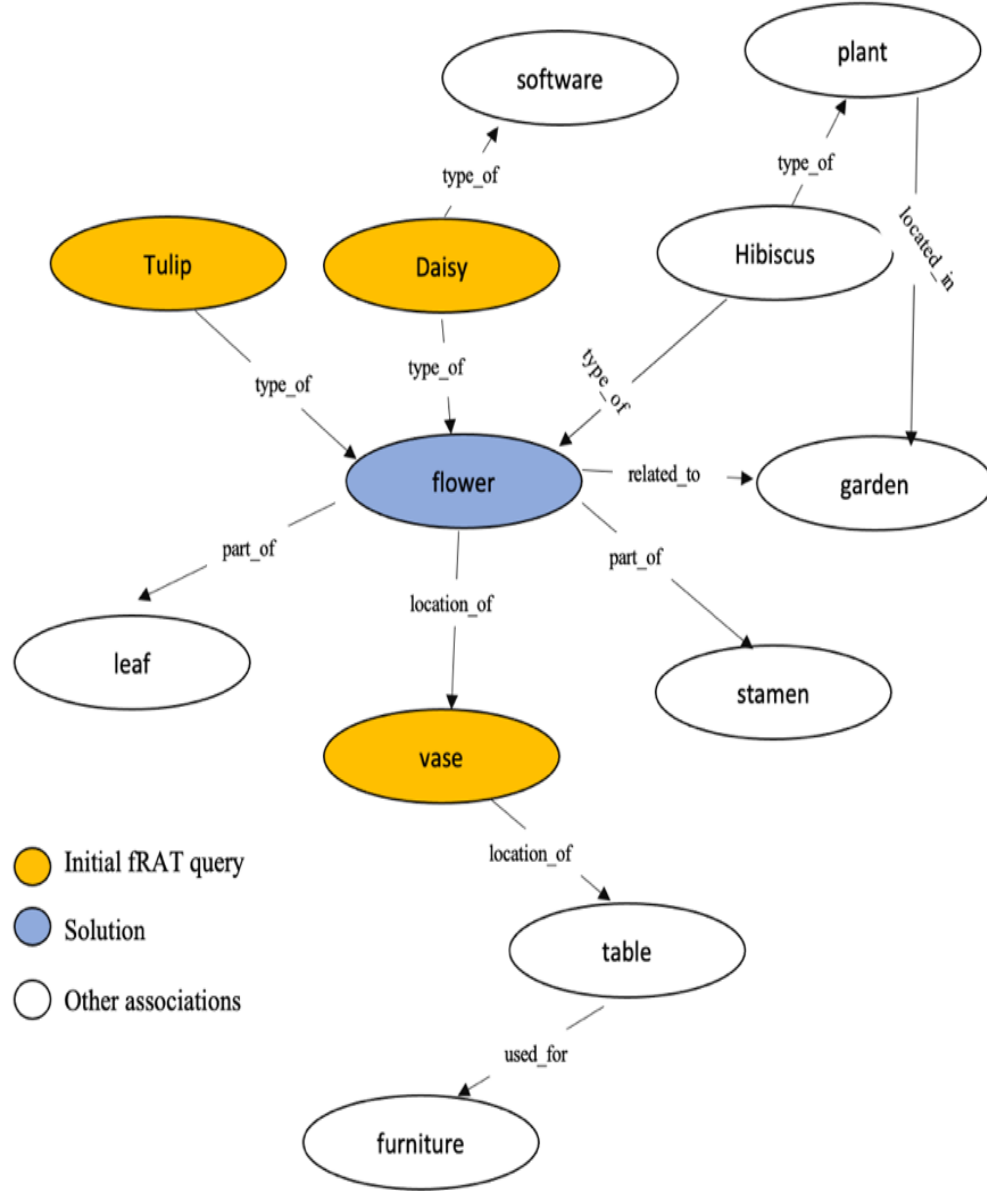 plant
software
type_of
type_of
located_in
Tulip
Daisy
Hibiscus
type_of
type_of
type_of
flower
related_to
garden
part_of
part_of
location_of
leaf
stamen
vase
location_of
Initial fRAT query
Solution
table
Other associations
used_for
furniture